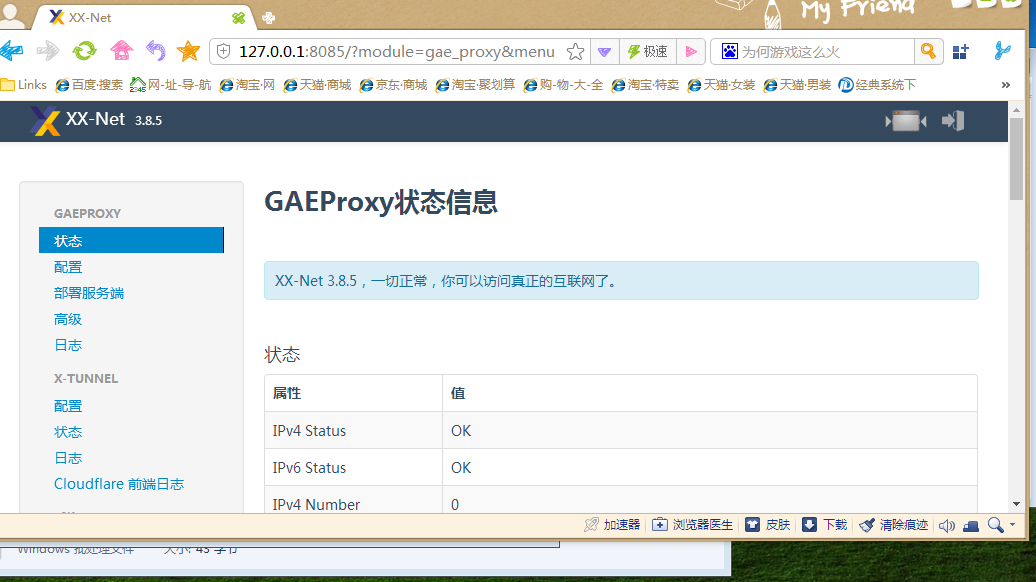 XX-Net
My Friend
127.0.0.1:8085/?module=gae_proxy&menu
极速
为何游戏这么火
Links 百度·搜索 网·址·导·航 淘宝·网 天猫·商城 京东·商城 淘宝·聚划算 购·物·大·全 淘宝·特卖 天猫·女装 天猫·男装 经典系统下 »
XX-Net 3.8.5
GAEPROXY
状态
配置
部署服务端
高级
日志
X-TUNNEL
配置
状态
日志
Cloudflare 前端日志
GAEProxy状态信息
XX-Net 3.8.5，一切正常，你可以访问真正的互联网了。
状态
属性 值
IPv4 Status OK
IPv6 Status OK
IPv4 Number 0
加速器 浏览器医生 皮肤 下载 清除痕迹
Windows 批处理文件 大小: 43 字节